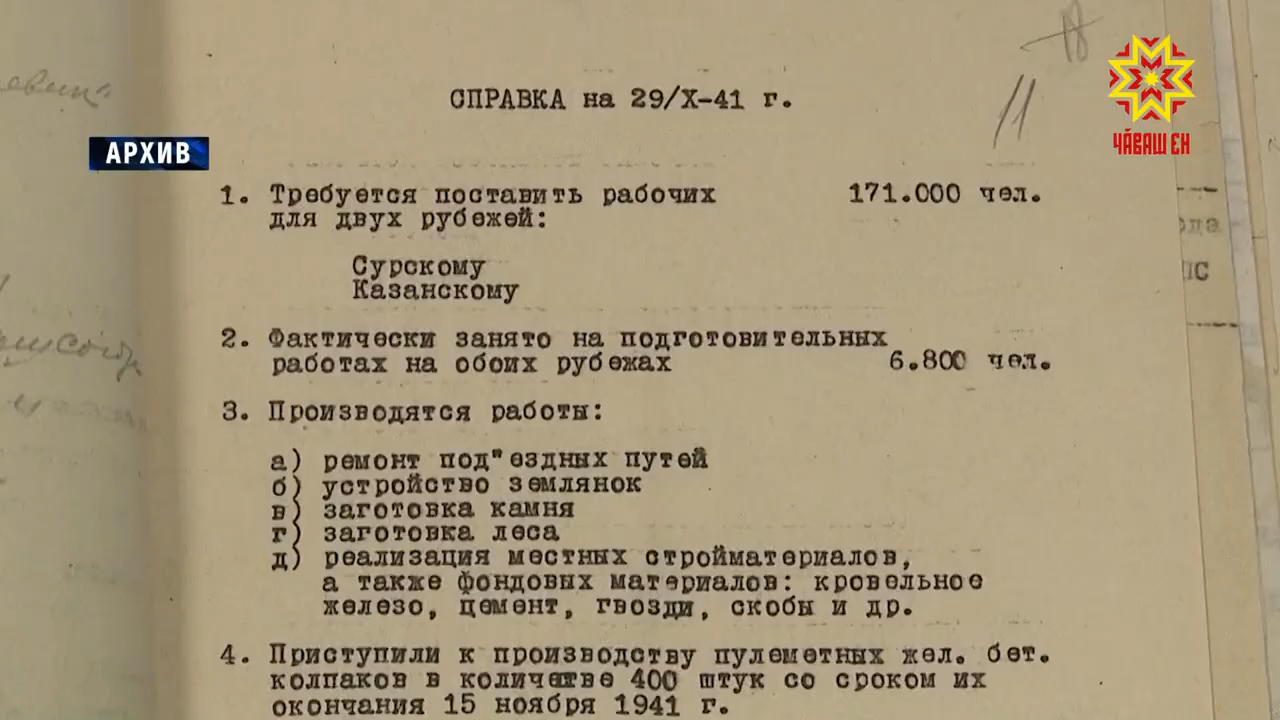 СПРАВКА на 29/X-41 г.
11
ЧӐВАШ ЕН
АРХИВ
1. Требуется поставить рабочих 171.000 чел.
для двух рубежей:
Сурскому
Казанскому
2. Фактически занято на подготовительных
работах на обоих рубежах 6.800 чел.
3. Производятся работы:
а) ремонт под"ездных путей
б) устройство землянок
в) заготовка камня
г) заготовка леса
д) реализация местных стройматериалов,
а также фондовых материалов: кровельное
железо, цемент, гвозди, скобы и др.
4. Приступили к производству пулеметных жел. бет.
колпаков в количетве 400 штук со сроком их
окончания 15 ноября 1941 г.